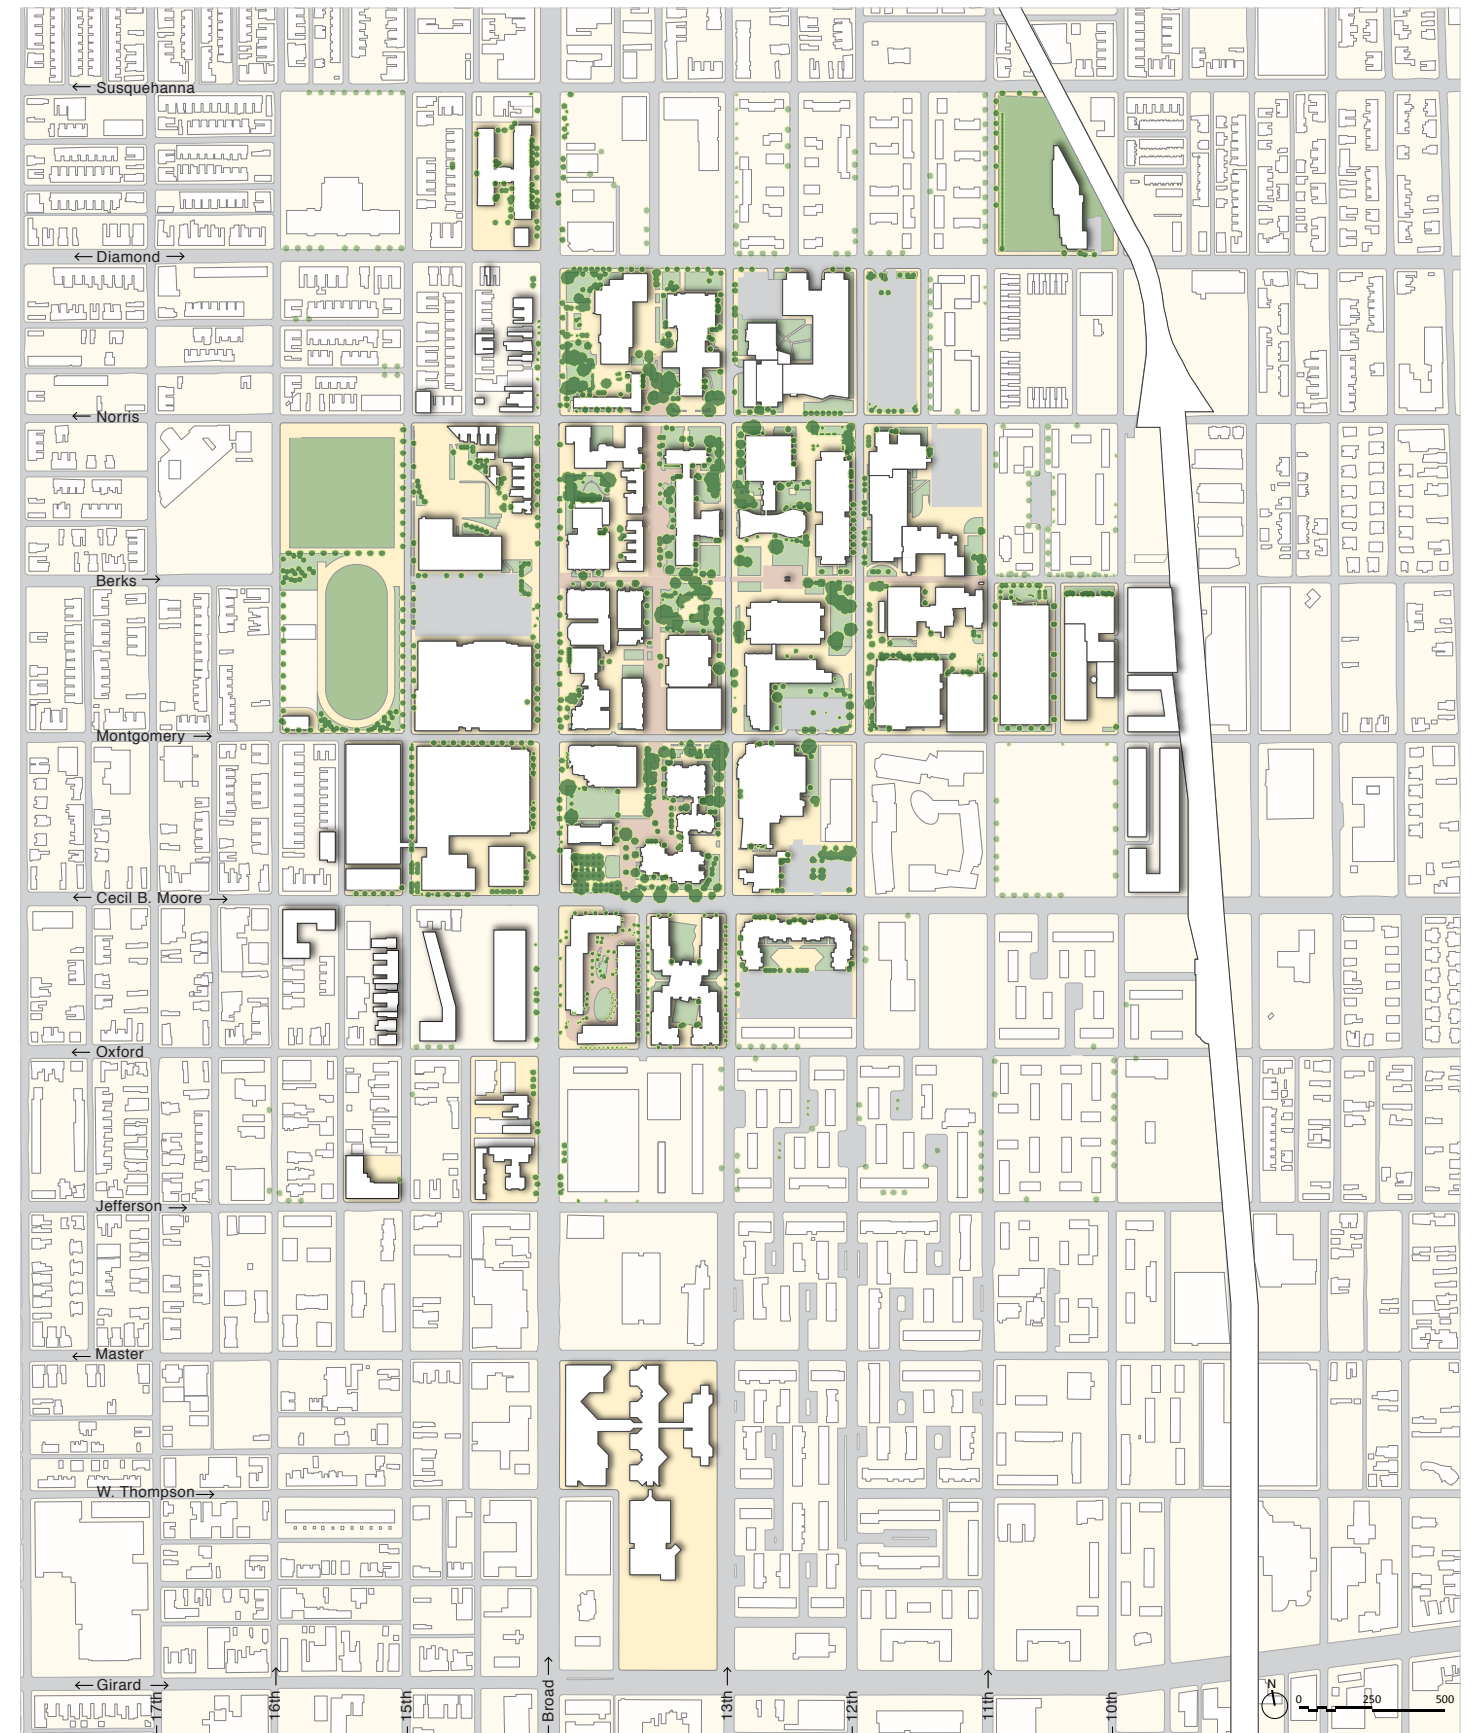 Susquehanna
Diamond
Norris
Berks
Montgomery
Cecil B. Moore
Oxford
Jefferson
Master
W. Thompson
Girard
17th
16th
15th
Broad
13th
12th
11th
10th
N
0 250 500